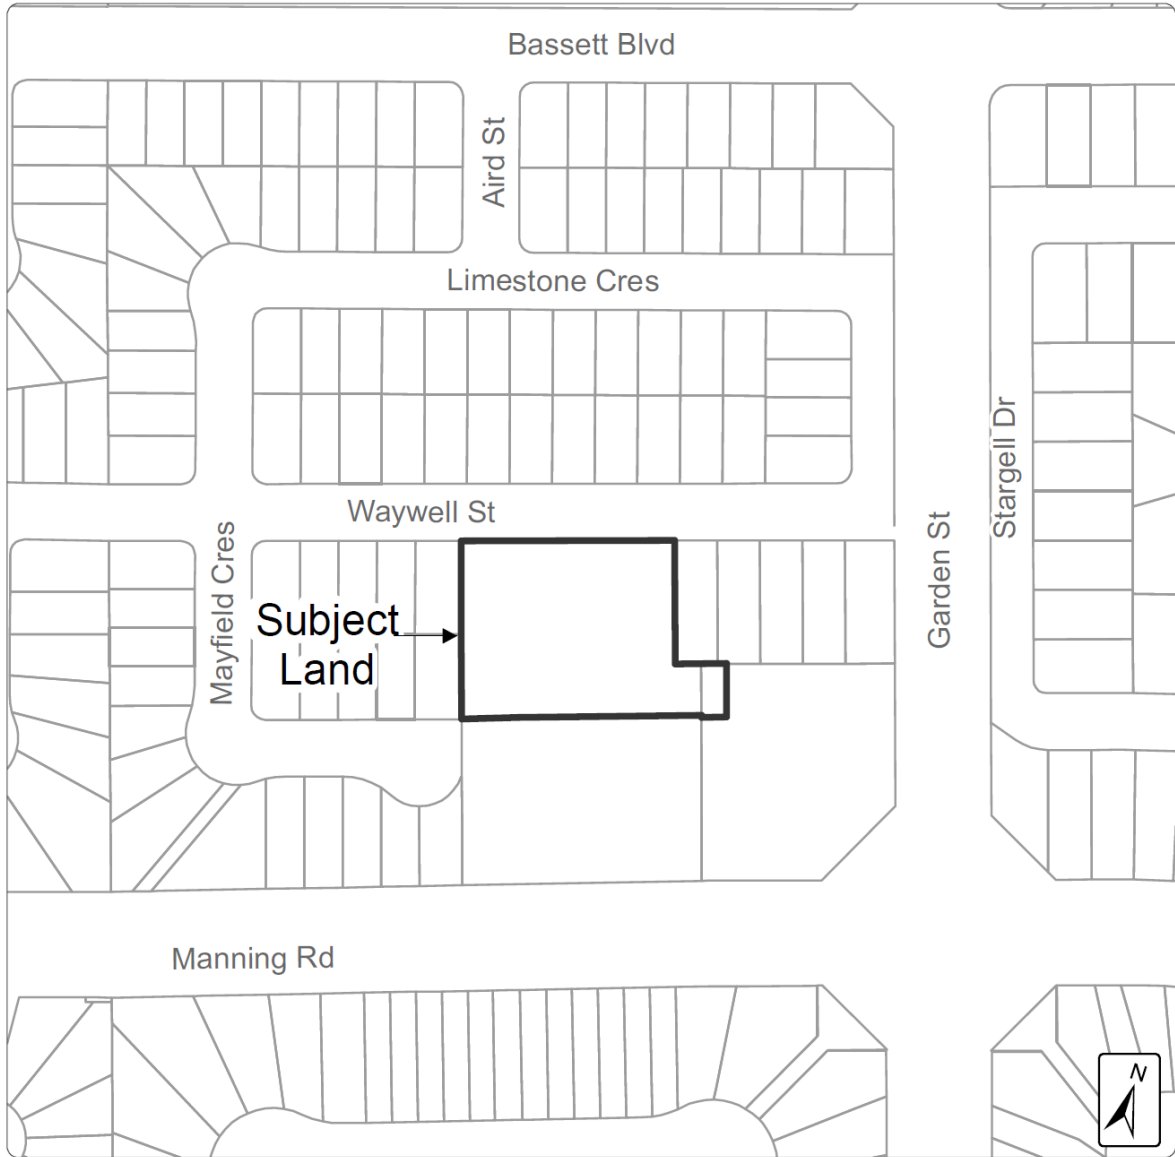 Bassett Blvd
Aird St
Limestone Cres
Stargell Dr
Waywell St
Garden St
Mayfield Cres
Subject
Land
Manning Rd
N